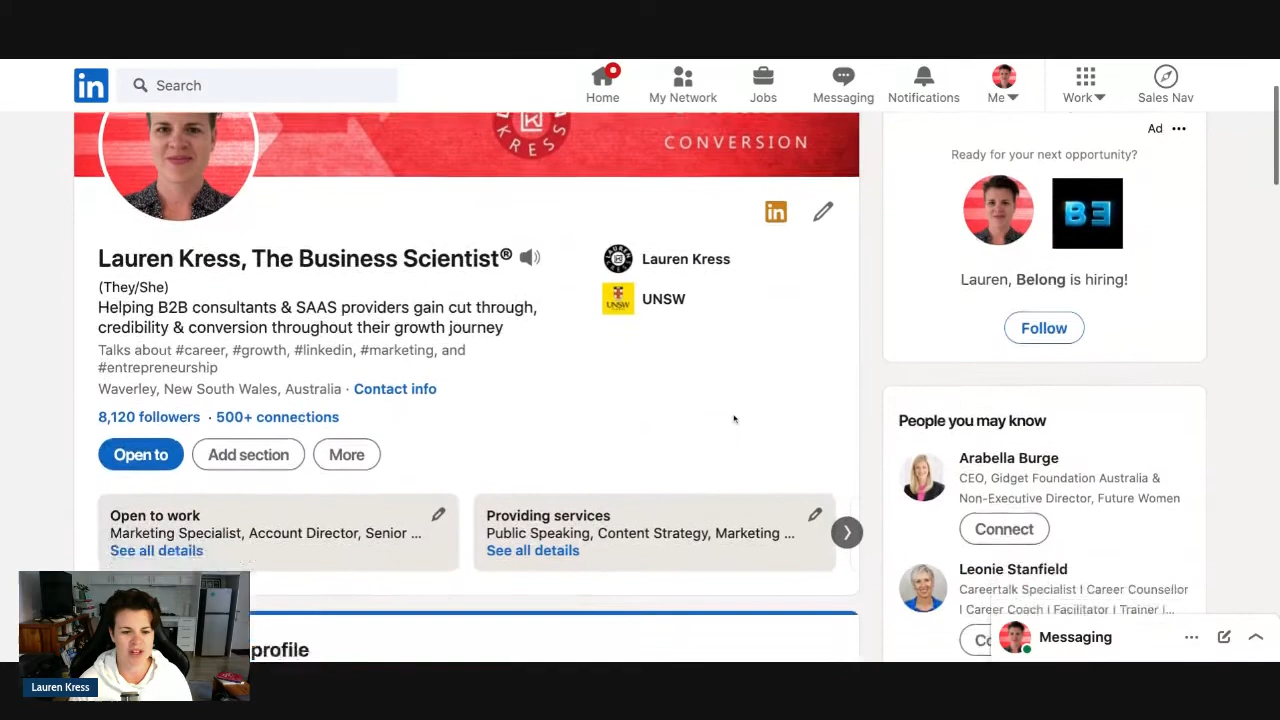 in
Search
Home
My Network
Jobs
Messaging
Notifications
Me
Work
Sales Nav
KRESS
CONVERSION
Ad
Ready for your next opportunity?
BE
Lauren, Belong is hiring!
Follow
in
Lauren Kress, The Business Scientist®
(They/She)
Helping B2B consultants & SAAS providers gain cut through,
credibility & conversion throughout their growth journey
Talks about #career, #growth, #linkedin, #marketing, and
#entrepreneurship
Waverley, New South Wales, Australia · Contact info
8,120 followers · 500+ connections
Open to
Add section
More
Lauren Kress
UNSW
UNSW
Open to work
Marketing Specialist, Account Director, Senior ...
See all details
Providing services
Public Speaking, Content Strategy, Marketing ...
See all details
People you may know
Arabella Burge
CEO, Gidget Foundation Australia &
Non-Executive Director, Future Women
Connect
Leonie Stanfield
Careertalk Specialist I Career Counsellor
I Career Coach I Facilitator I Trainer I...
Co
Messaging
profile
Lauren Kress